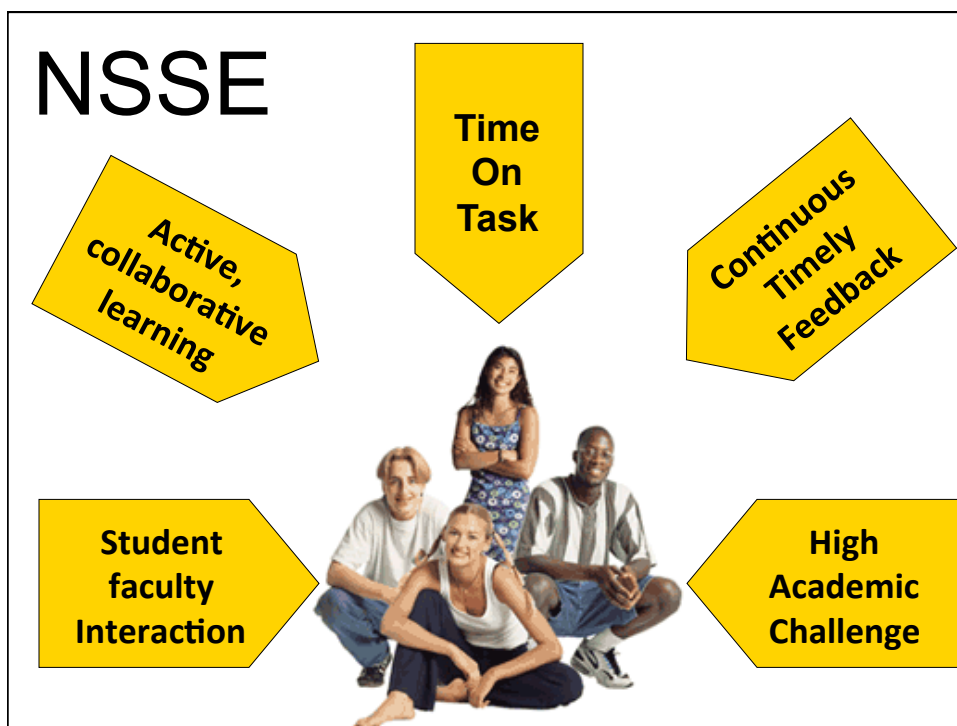 NSSE
Time
On
Task
Active,
collaborative
learning
Continuous
Timely
Feedback
Student
faculty
Interaction
High
Academic
Challenge